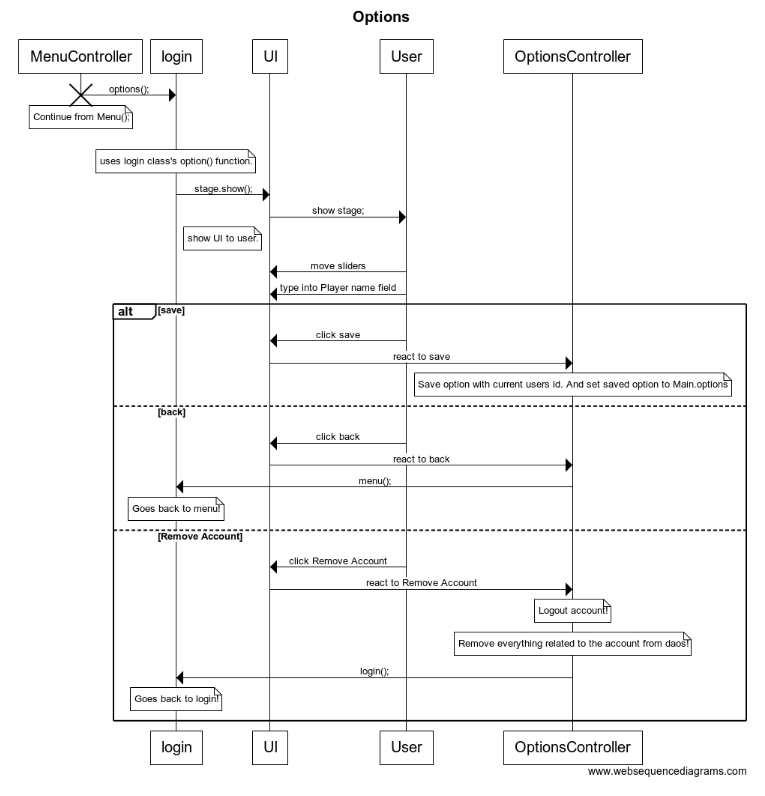 Options
MenuController login UI User OptionsController
options();
Continue from Menu();
uses login class's option() function.
stage.show();
show stage;
show UI to user.
move sliders
type into Player name field
alt [save]
click save
react to save
Save option with current users id. And set saved option to Main.options
[back]
click back
react to back
menu();
Goes back to menu!
[Remove Account]
click Remove Account
react to Remove Account
Logout account!
Remove everything related to the account from daos!
login();
Goes back to login!
login UI User OptionsController
www.websequencediagrams.com